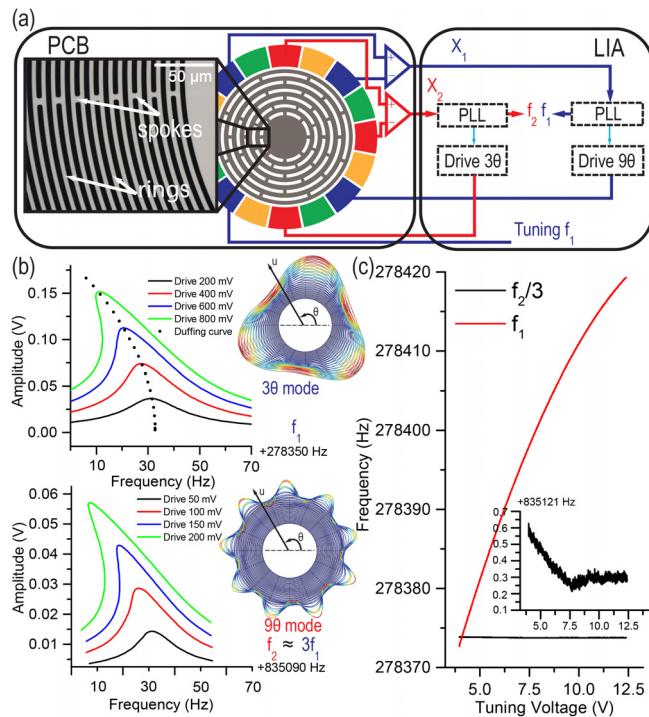 (a)
PCB
LIA
50 µm
spokes
rings
X₁
X₂
PLL
f₂ f₁
PLL
Drive 3θ
Drive 9θ
Tuning f₁
(b)
Amplitude (V)
0.20
0.15
0.10
0.05
0.00
Drive 200 mV
Drive 400 mV
Drive 600 mV
Drive 800 mV
Duffing curve
10 30 50 70
Frequency (Hz)
u
θ
3θ mode
f₁
+278350 Hz
Amplitude (V)
0.06
0.05
0.04
0.03
0.02
0.01
Drive 50 mV
Drive 100 mV
Drive 150 mV
Drive 200 mV
10 30 50 70
Frequency (Hz)
u
θ
9θ mode
f₂ ≈ 3f₁
+835090 Hz
(c)
Frequency (Hz)
278420
278410
278400
278390
278380
278370
f₂/3
f₁
+835121 Hz
0.7
0.6
0.5
0.4
0.3
0.2
0.1
5.0 7.5 10.0 12.5
5.0 7.5 10.0 12.5
Tuning Voltage (V)